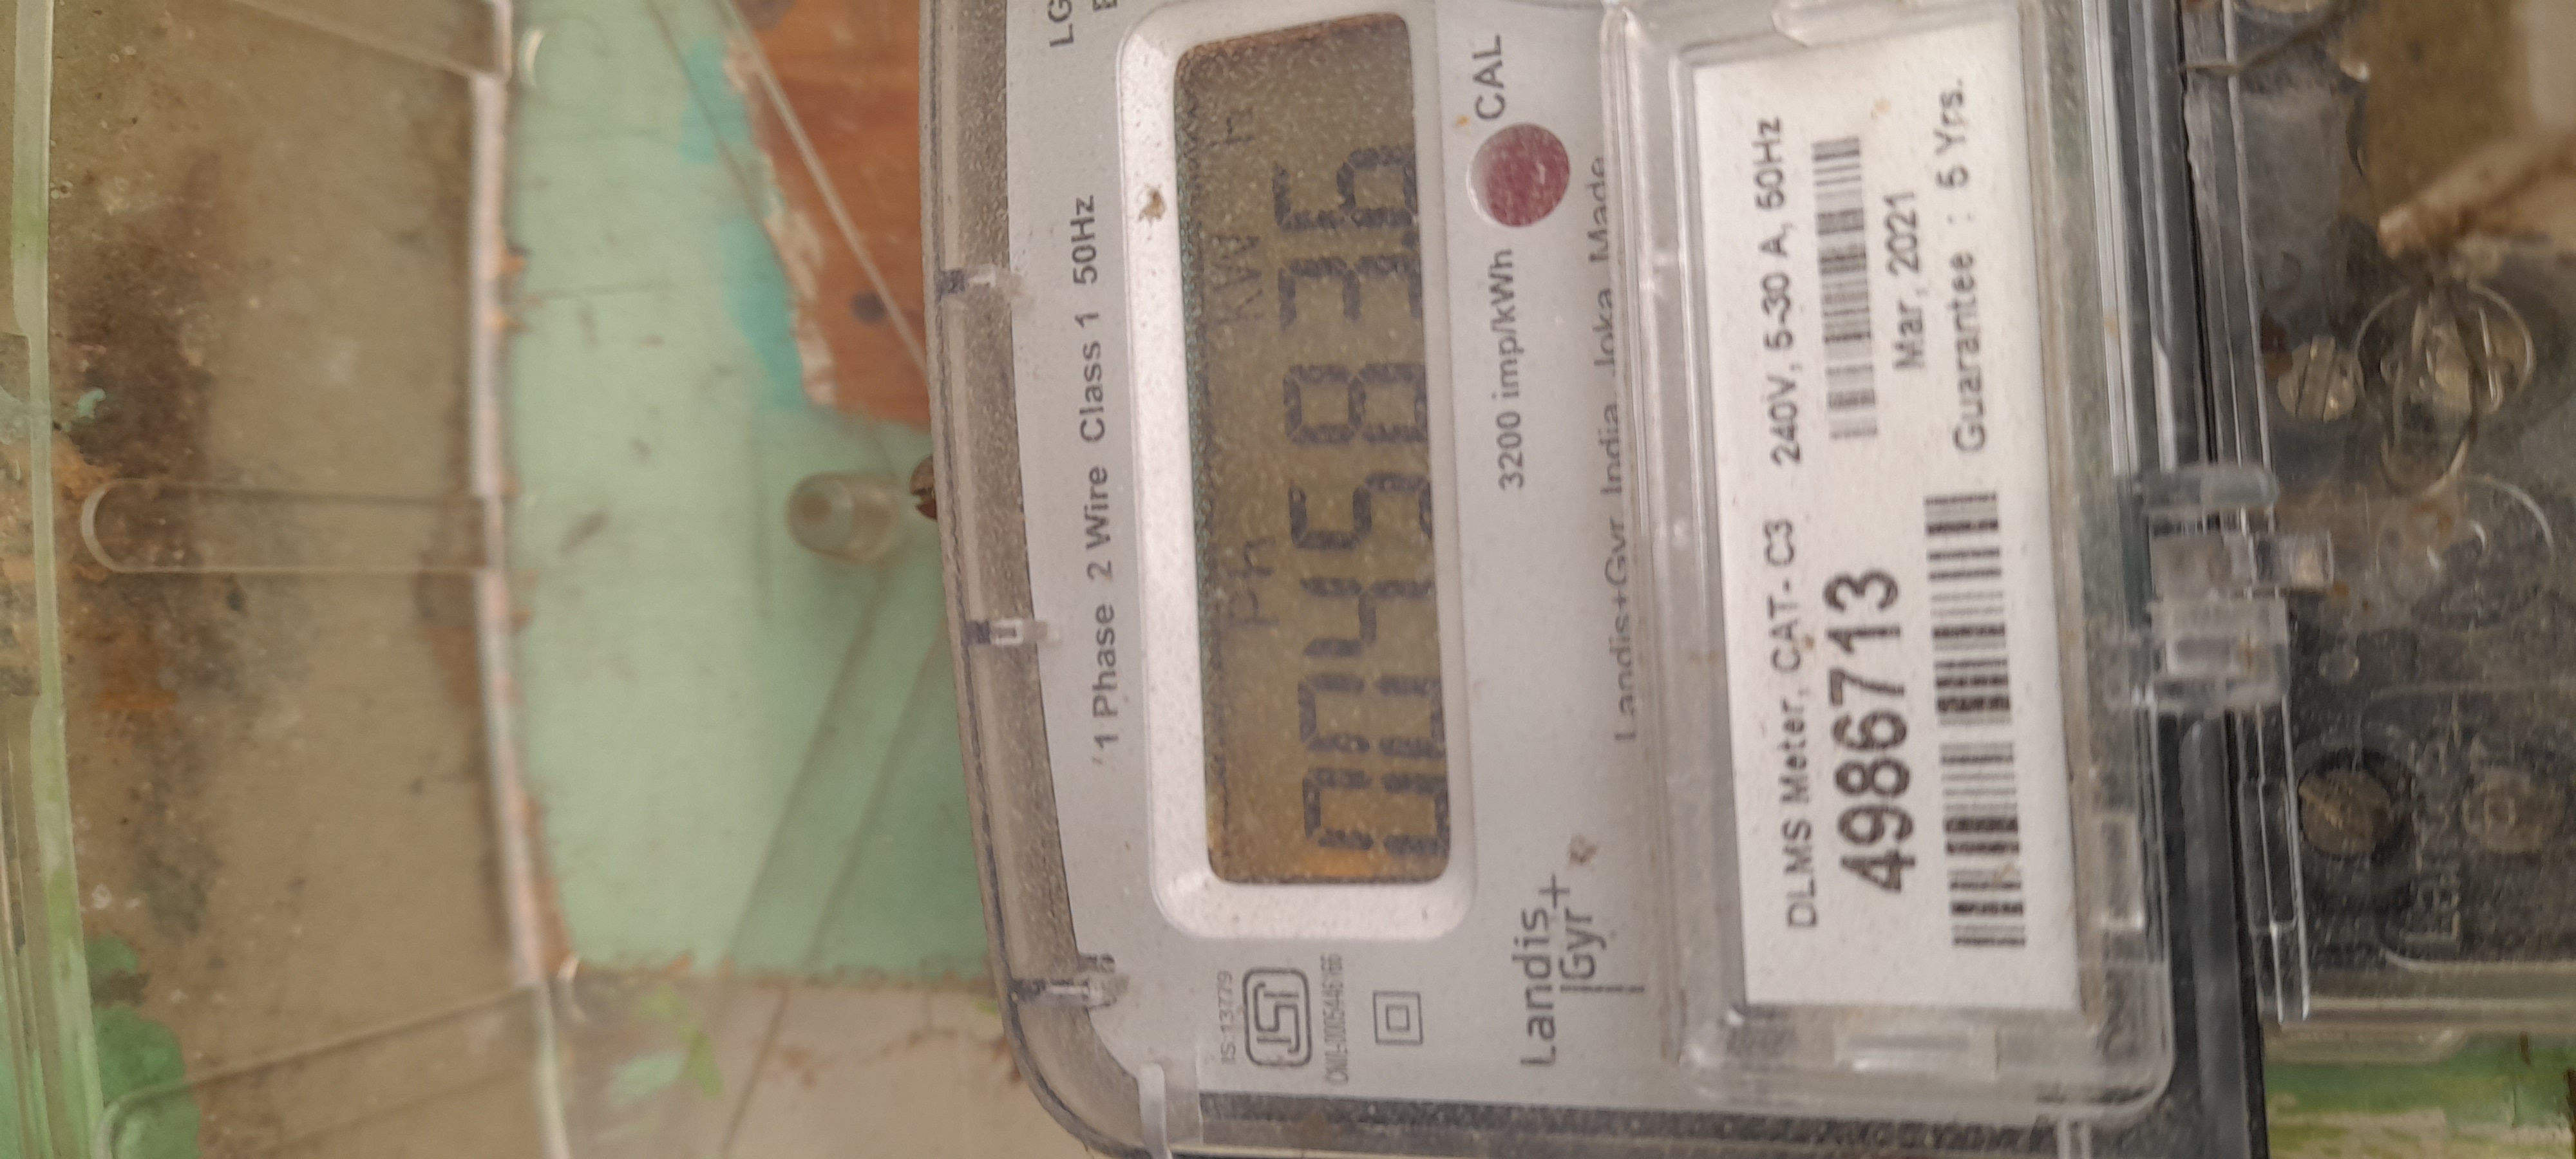 LG
1 Phase 2 Wire Class 1 50Hz
Ph kWh
004583.6
IS:13779
ISI
3200 imp/kWh CAL
Landis+Gyr India, Joka, Made
Landis
Gyr+
DLMS Meter, CAT- C3 240V, 5-30 A, 50Hz
4986713
Mar, 2021
Guarantee : 5 Yrs.